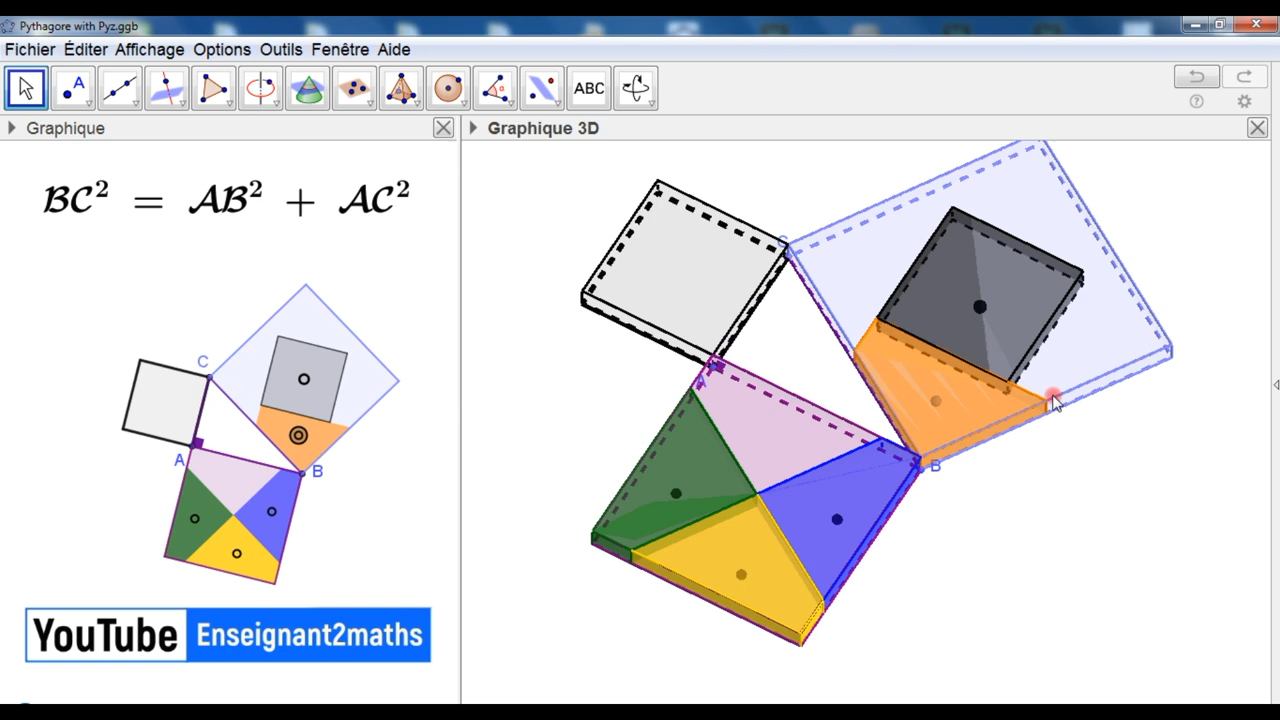 Pythagore with Pyz.ggb
Fichier Éditer Affichage Options Outils Fenêtre Aide
A ABC
Graphique
Graphique 3D
BC² = AB² + AC²
C
A
B
C
A
B
YouTube Enseignant2maths